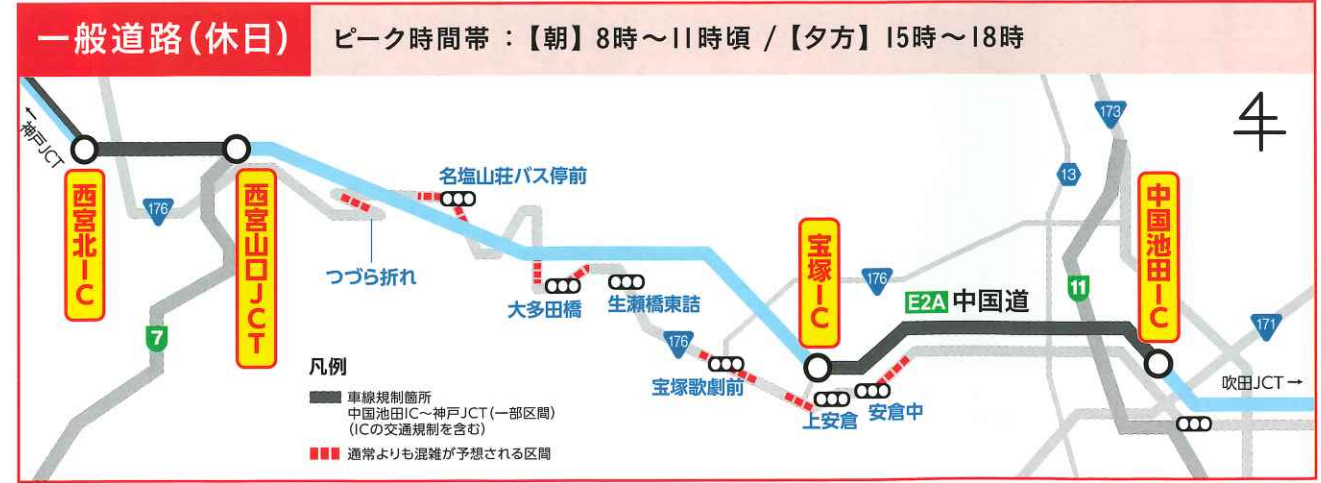 一般道路(休日)
ピーク時間帯:【朝】8時~11時頃 /【夕方】15時~18時
←神戸JCT
西宮北IC
176
7
西宮山口JCT
つづら折れ
名塩山荘バス停前
大多田橋
生瀬橋東詰
176
宝塚歌劇前
宝塚IC
上安倉
安倉中
176
E2A 中国道
13
173
11
中国池田IC
171
吹田JCT→
凡例
車線規制箇所
中国池田IC~神戸JCT(一部区間)
(ICの交通規制を含む)
通常よりも混雑が予想される区間